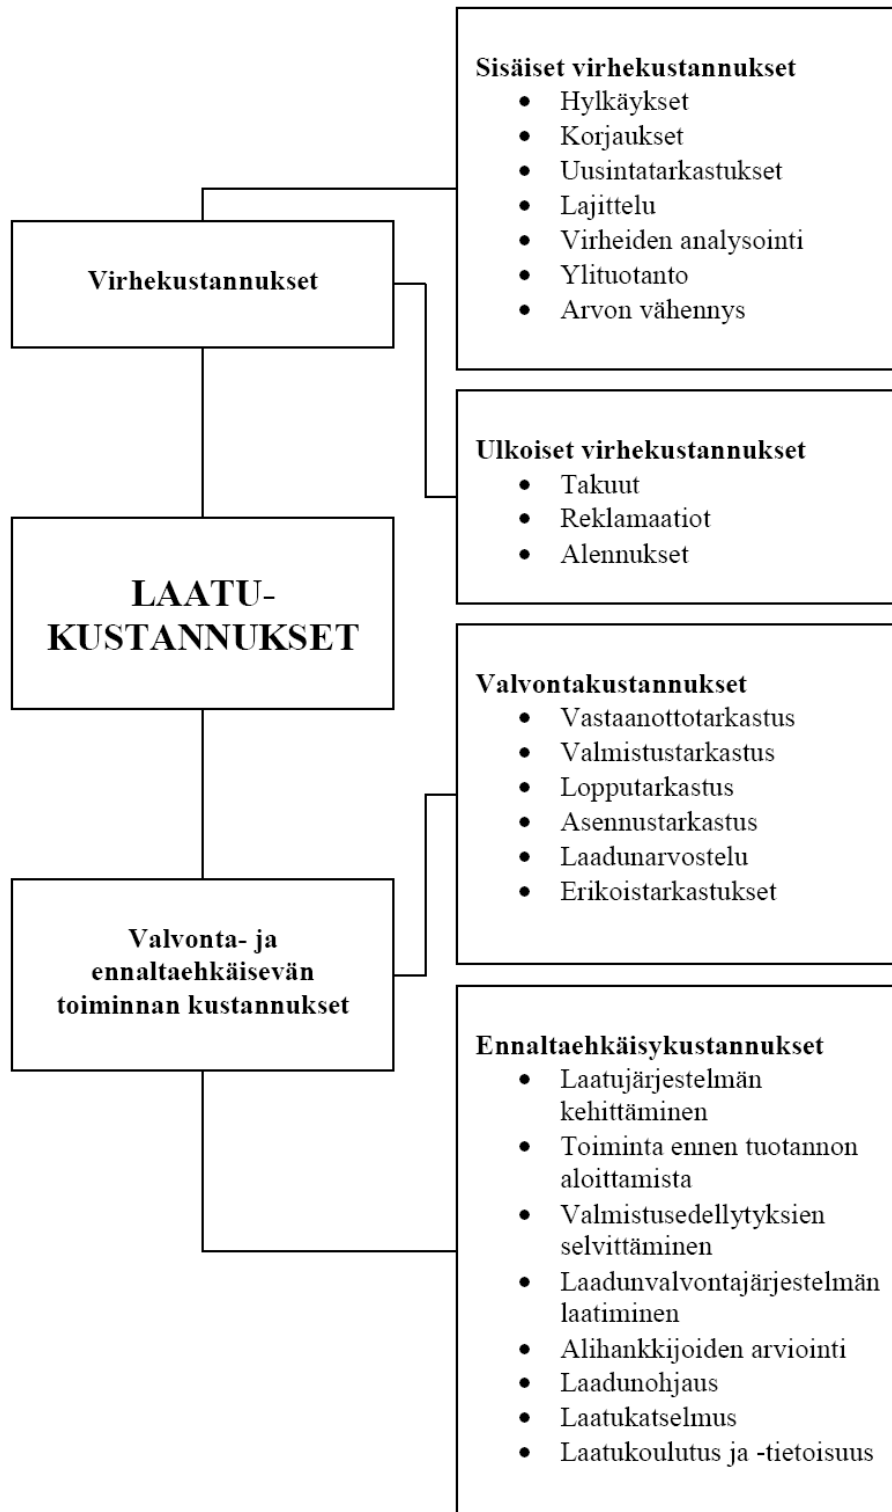 Virhekustannukset
LAATU-
KUSTANNUKSET
Valvonta- ja
ennaltaehkäisevän
toiminnan kustannukset
Sisäiset virhekustannukset
• Hylkäykset
• Korjaukset
• Uusintatarkastukset
• Lajittelu
• Virheiden analysointi
• Ylituotanto
• Arvon vähennys
Ulkoiset virhekustannukset
• Takuut
• Reklamaatiot
• Alennukset
Valvontakustannukset
• Vastaanottotarkastus
• Valmistustarkastus
• Lopputarkastus
• Asennustarkastus
• Laadunarvostelu
• Erikoistarkastukset
Ennaltaehkäisykustannukset
• Laatujärjestelmän
kehittäminen
• Toiminta ennen tuotannon
aloittamista
• Valmistusedellytyksien
selvittäminen
• Laadunvalvontajärjestelmän
laatiminen
• Alihankkijoiden arviointi
• Laadunohjaus
• Laatukatselmus
• Laatukoulutus ja -tietoisuus